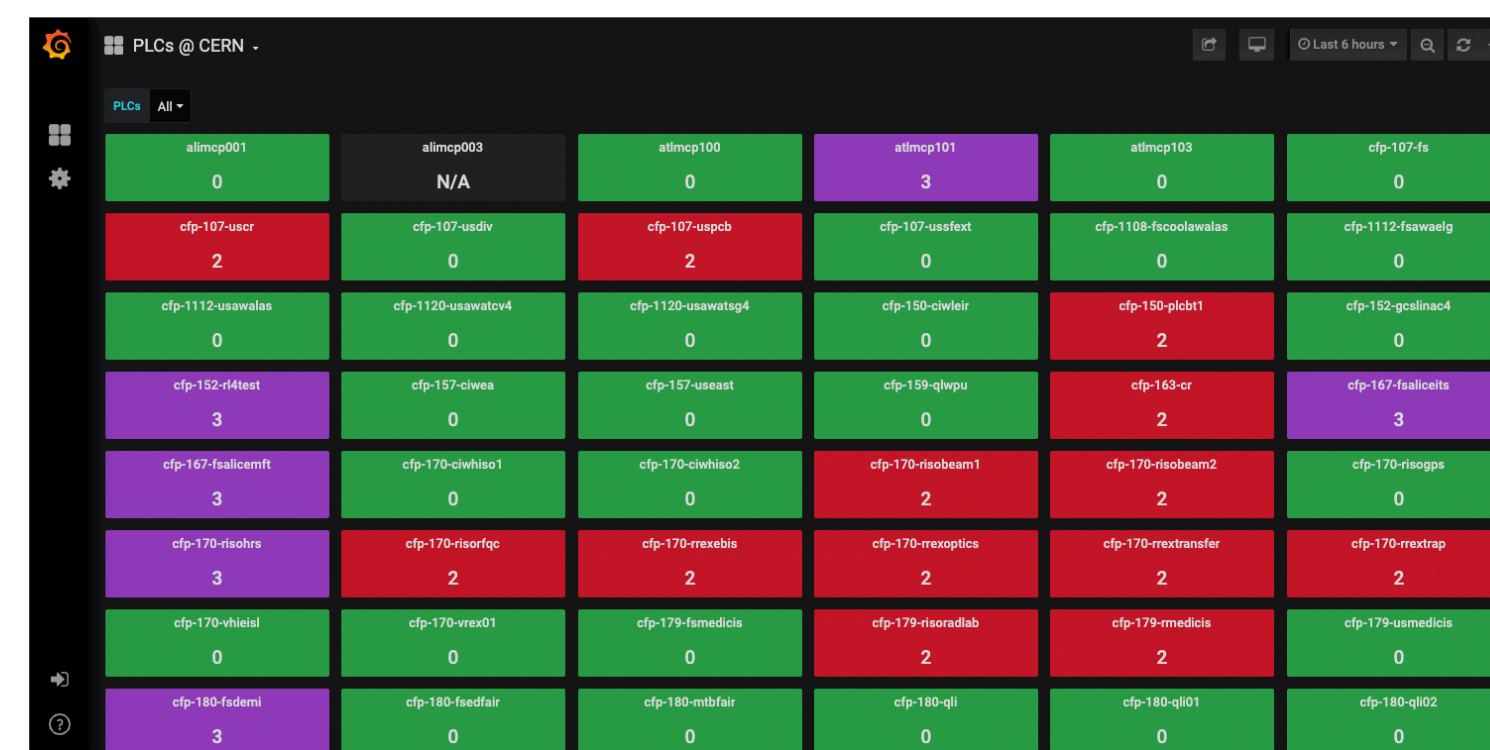 PLCs @ CERN
Last 6 hours
PLCs All
alimcp001 alimcp003 atlmcp100 atlmcp101 atlmcp103 cfp-107-fs
0 N/A 0 3 0 0
cfp-107-uscr cfp-107-usdiv cfp-107-uspcb cfp-107-ussfext cfp-1108-fscoolawalas cfp-1112-fsawaelg
2 0 2 0 0 0
cfp-1112-usawalas cfp-1120-usawatcv4 cfp-1120-usawatsg4 cfp-150-ciwleir cfp-150-plcbt1 cfp-152-gcslinac4
0 0 0 0 2 0
cfp-152-rl4test cfp-157-ciwea cfp-157-useast cfp-159-qlwpu cfp-163-cr cfp-167-fsaliceits
3 0 0 0 2 3
cfp-167-fsalicemft cfp-170-ciwhiso1 cfp-170-ciwhiso2 cfp-170-risobeam1 cfp-170-risobeam2 cfp-170-risogps
3 0 0 2 2 0
cfp-170-risohrs cfp-170-risorfqc cfp-170-rrexebis cfp-170-rrexoptics cfp-170-rrextransfer cfp-170-rrextrap
3 2 2 2 2 2
cfp-170-vhieisl cfp-170-vrex01 cfp-179-fsmedicis cfp-179-risoradlab cfp-179-rmedicis cfp-179-usmedicis
0 0 0 2 2 0
cfp-180-fsdemi cfp-180-fsedfair cfp-180-mtbfair cfp-180-qli cfp-180-qli01 cfp-180-qli02
3 0 0 0 0 0